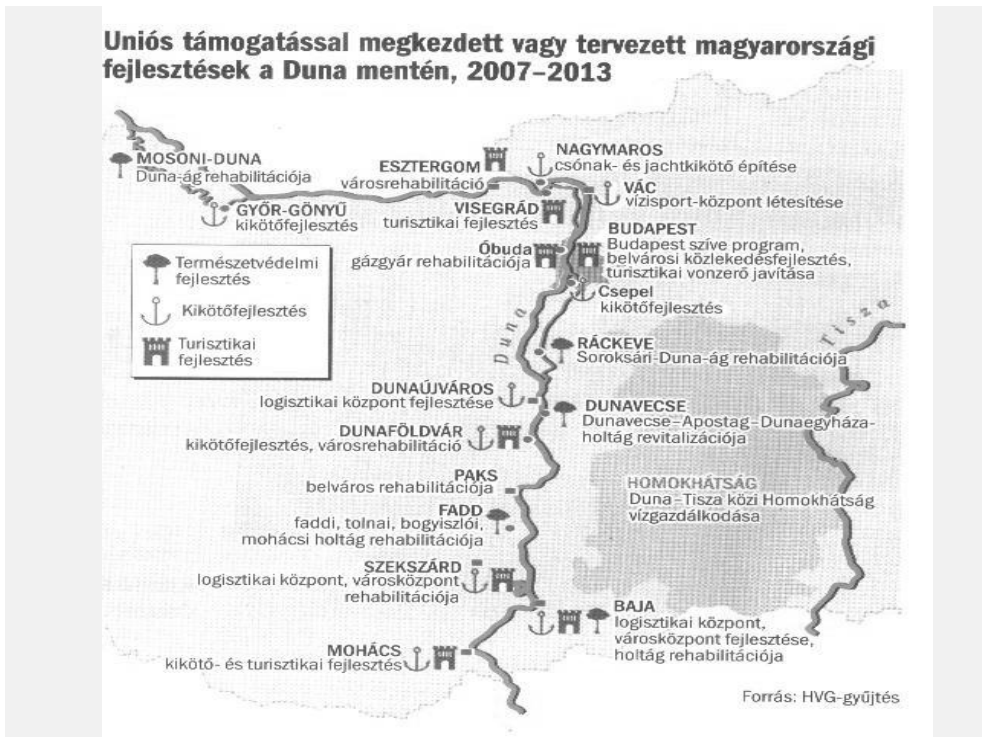 Uniós támogatással megkezdett vagy tervezett magyarországi
fejlesztések a Duna mentén, 2007–2013
MOSONI-DUNA
Duna-ág rehabilitációja
GYŐR-GÖNYŰ
kikötőfejlesztés
ESZTERGOM
városrehabilitáció
NAGYMAROS
csónak- és jachtkikötő építése
VISEGRÁD
turisztikai fejlesztés
VÁC
vízisport-központ létesítése
Óbuda
gázgyár rehabilitációja
BUDAPEST
Budapest szíve program,
belvárosi közlekedésfejlesztés,
turisztikai vonzerő javítása
Csepel
kikötőfejlesztés
Természetvédelmi
fejlesztés
Kikötőfejlesztés
Turisztikai
fejlesztés
Duna
Tisza
RÁCKEVE
Soroksári-Duna-ág rehabilitációja
DUNAÚJVÁROS
logisztikai központ fejlesztése
DUNAVECSE
Dunavecse–Apostag–Dunaegyháza-
holtág revitalizációja
DUNAFÖLDVÁR
kikötőfejlesztés, városrehabilitáció
PAKS
belváros rehabilitációja
HOMOKHÁTSÁG
Duna–Tisza közi Homokhátság
vízgazdálkodása
FADD
faddi, tolnai, bogyiszlói,
mohácsi holtág rehabilitációja
SZEKSZÁRD
logisztikai központ, városközpont
rehabilitációja
BAJA
logisztikai központ,
városközpont fejlesztése,
holtág rehabilitációja
MOHÁCS
kikötő- és turisztikai fejlesztés
Forrás: HVG-gyűjtés